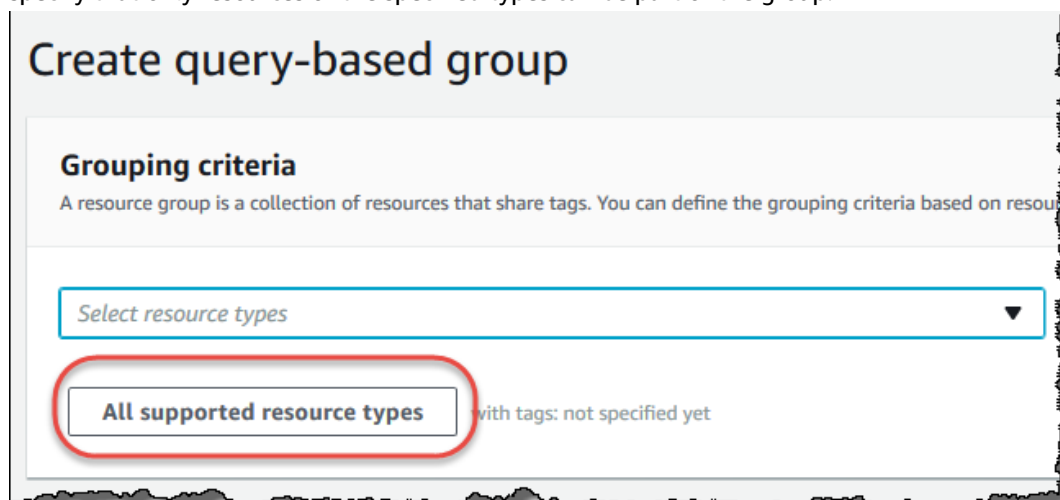 Create query-based group
Grouping criteria
A resource group is a collection of resources that share tags. You can define the grouping criteria based on
Select resource types
All supported resource types
with tags: not specified yet